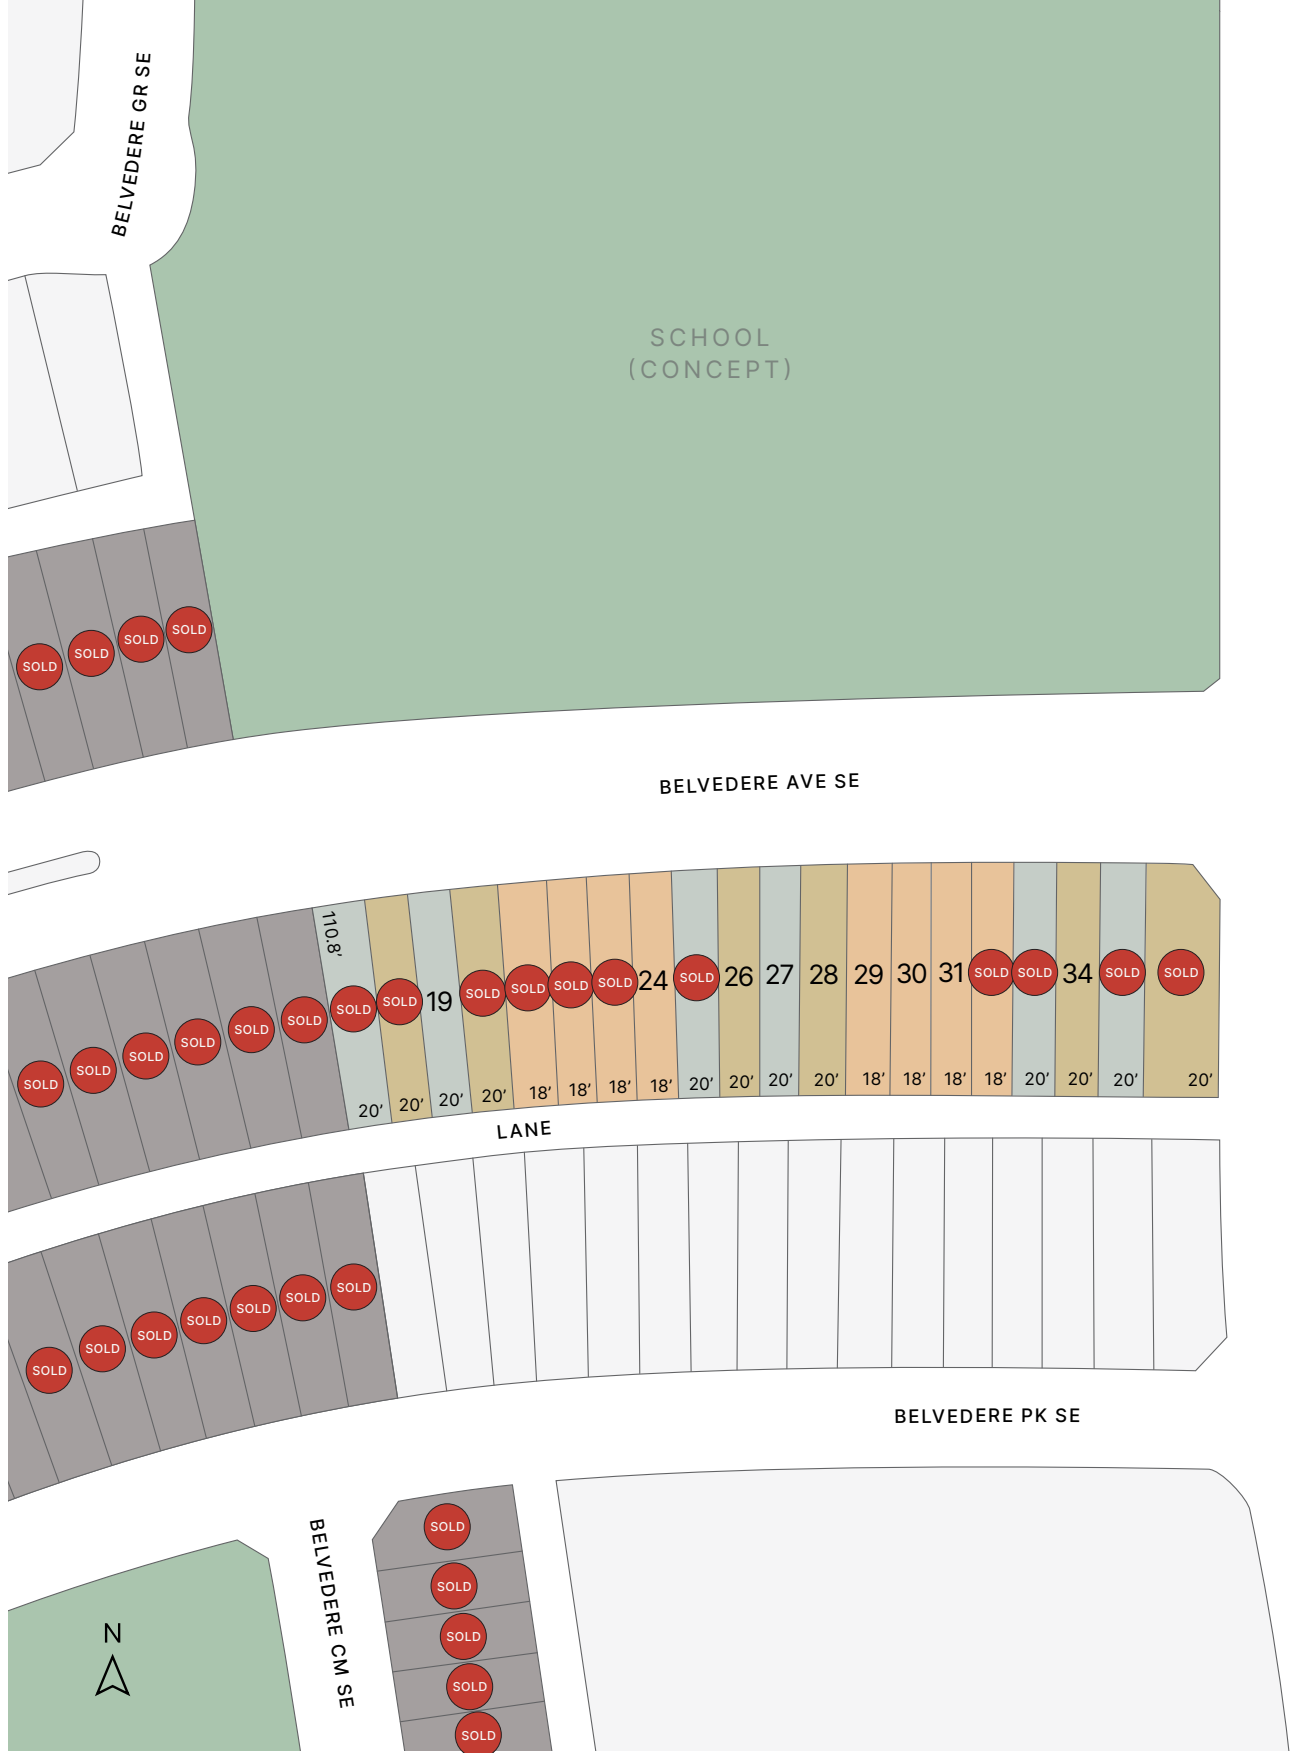 BELVEDERE GR SE
SCHOOL
(CONCEPT)
SOLD
SOLD
SOLD
SOLD
BELVEDERE AVE SE
110.8’
SOLD
SOLD
SOLD
SOLD
SOLD
SOLD
SOLD
SOLD
19
SOLD
SOLD
SOLD
SOLD
24
SOLD
26
27
28
29
30
31
SOLD
SOLD
34
SOLD
SOLD
20’
20’
20’
20’
18’
18’
18’
18’
20’
20’
20’
20’
18’
18’
18’
18’
20’
20’
20’
20’
LANE
SOLD
SOLD
SOLD
SOLD
SOLD
SOLD
SOLD
BELVEDERE PK SE
BELVEDERE CM SE
SOLD
SOLD
SOLD
SOLD
SOLD
N